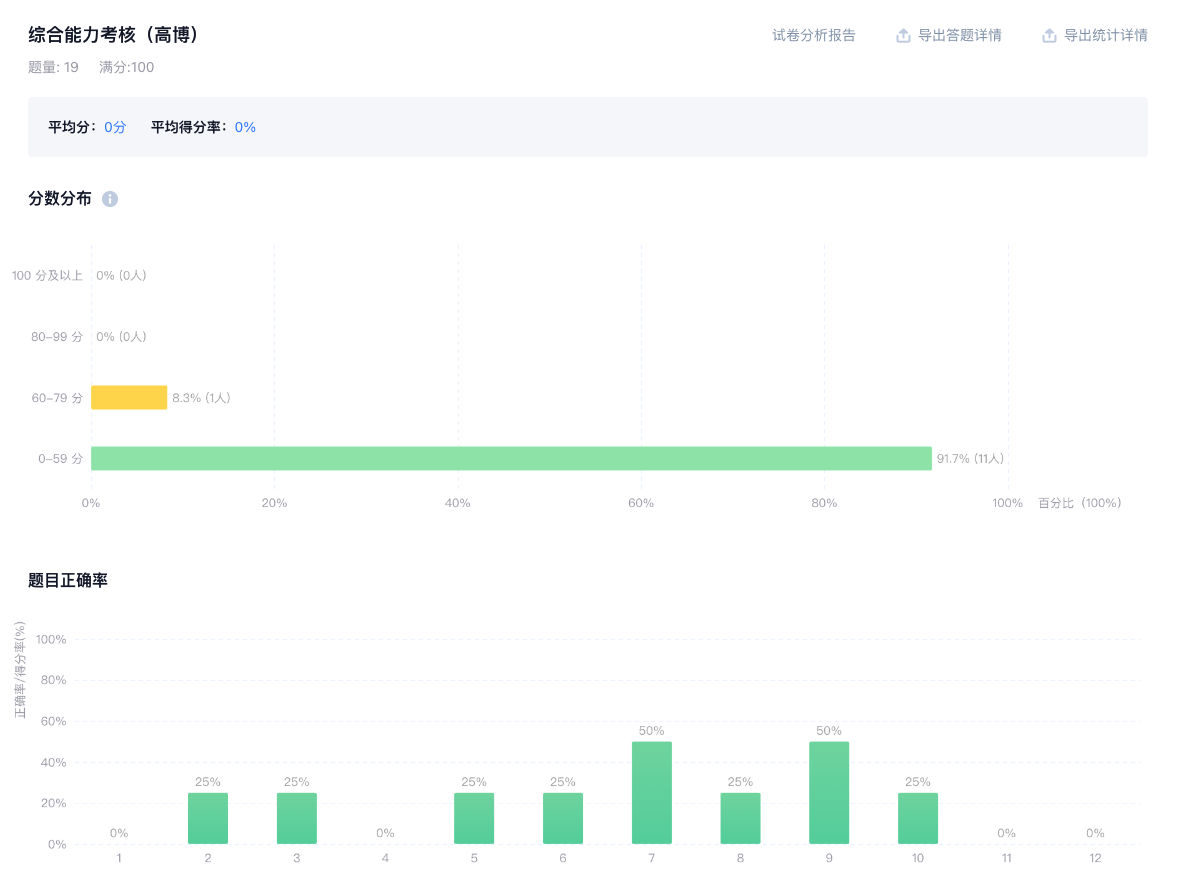 综合能力考核（高博）
试卷分析报告 导出答题详情 导出统计详情
题量: 19 满分:100
平均分： 0分 平均得分率： 0%
分数分布
100 分及以上 0% (0人)
80–99 分 0% (0人)
60–79 分 8.3% (1人)
0–59 分 91.7% (11人)
0% 20% 40% 60% 80% 100% 百分比（100%）
题目正确率
正确率/得分率(%)
100%
80%
60%
50% 50%
40%
25% 25% 25% 25% 25% 25%
20%
0% 0% 0% 0%
0%
1 2 3 4 5 6 7 8 9 10 11 12